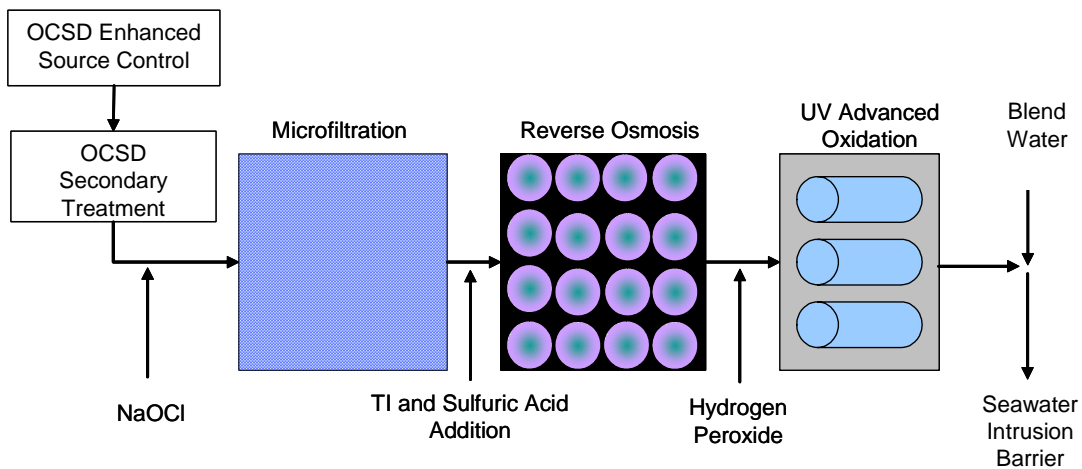 OCSD Enhanced
Source Control
OCSD
Secondary
Treatment
Microfiltration
Reverse Osmosis
UV Advanced
Oxidation
Blend
Water
NaOCl
TI and Sulfuric Acid
Addition
Hydrogen
Peroxide
Seawater
Intrusion
Barrier